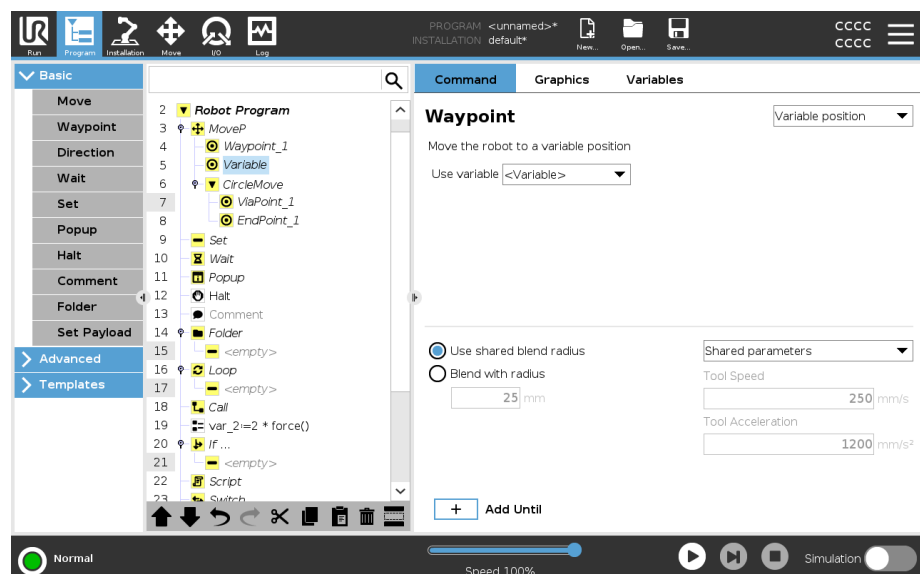 PROGRAM <unnamed>*
INSTALLATION default*
CCCC
CCCC
Run Program Installation Move I/O Log New... Open... Save...
Basic
Move
Waypoint
Direction
Wait
Set
Popup
Halt
Comment
Folder
Set Payload
Advanced
Templates
2 Robot Program
3 MoveP
4 Waypoint_1
5 Variable
6 CircleMove
7 ViaPoint_1
8 EndPoint_1
9 Set
10 Wait
11 Popup
12 Halt
13 Comment
14 Folder
15 <empty>
16 Loop
17 <empty>
18 Call
19 var_2≔2 * force()
20 If ...
21 <empty>
22 Script
23 Switch
Command Graphics Variables
Waypoint
Variable position
Move the robot to a variable position
Use variable <Variable>
Use shared blend radius
Blend with radius
25 mm
Shared parameters
Tool Speed
250 mm/s
Tool Acceleration
1200 mm/s²
+ Add Until
Normal
Speed 100%
Simulation